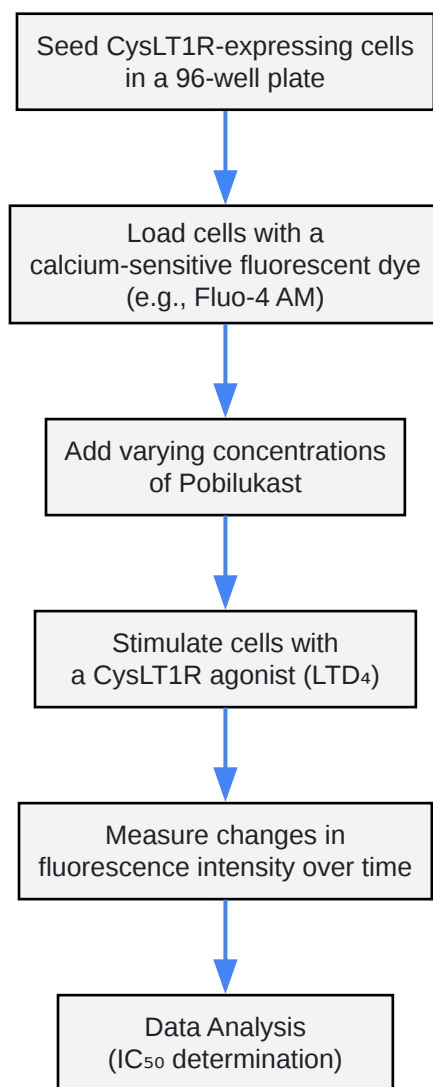 Seed CysLT1R-expressing cells
in a 96-well plate
Load cells with a
calcium-sensitive fluorescent dye
(e.g., Fluo-4 AM)
Add varying concentrations
of Pobilukast
Stimulate cells with
a CysLT1R agonist (LTD₄)
Measure changes in
fluorescence intensity over time
Data Analysis
(IC₅₀ determination)